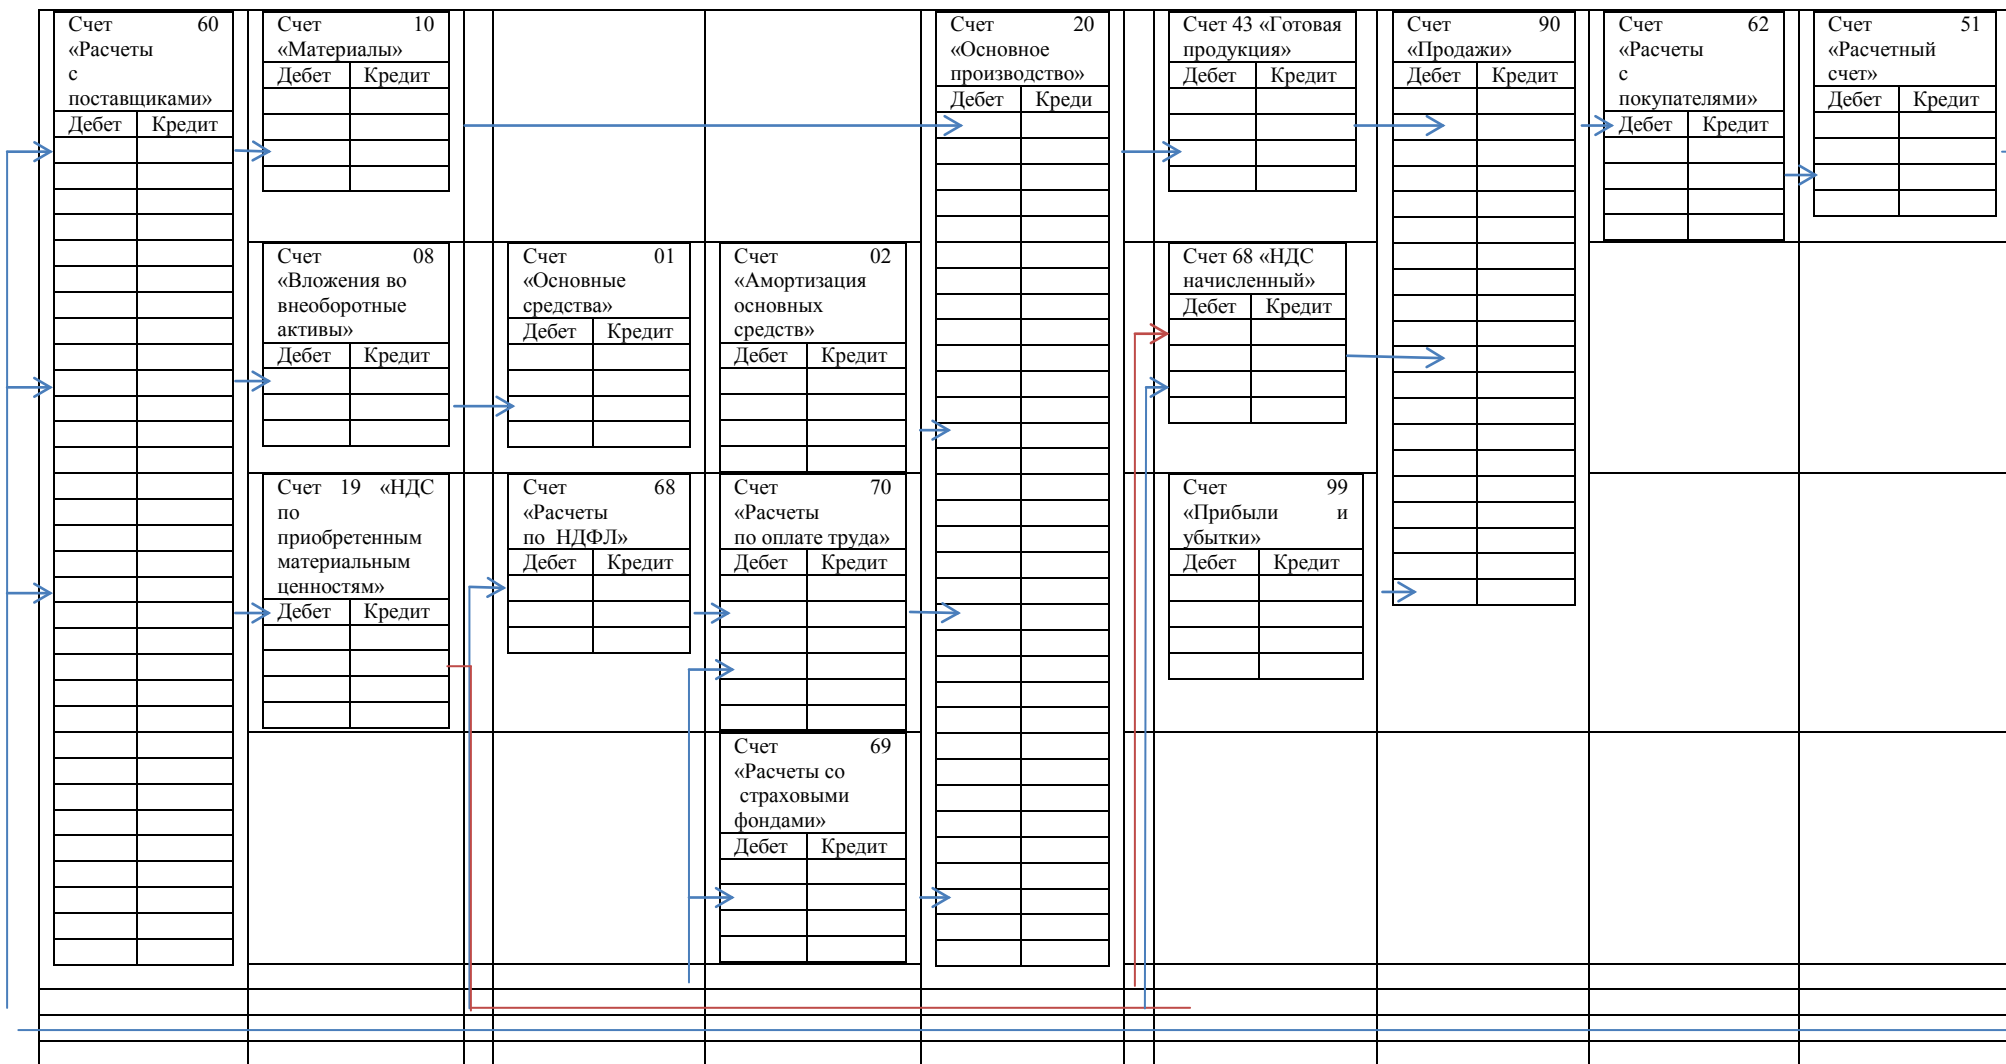 Счет 60
«Расчеты
с
поставщиками»
Дебет Кредит
Счет 10
«Материалы»
Дебет Кредит
Счет 20
«Основное
производство»
Дебет Креди
Счет 43 «Готовая
продукция»
Дебет Кредит
Счет 90
«Продажи»
Дебет Кредит
Счет 62
«Расчеты
с
покупателями»
Дебет Кредит
Счет 51
«Расчетный
счет»
Дебет Кредит
Счет 08
«Вложения во
внеоборотные
активы»
Дебет Кредит
Счет 01
«Основные
средства»
Дебет Кредит
Счет 02
«Амортизация
основных
средств»
Дебет Кредит
Счет 68 «НДС
начисленный»
Дебет Кредит
Счет 19 «НДС
по
приобретенным
материальным
ценностям»
Дебет Кредит
Счет 68
«Расчеты
по НДФЛ»
Дебет Кредит
Счет 70
«Расчеты
по оплате труда»
Дебет Кредит
Счет 99
«Прибыли и
убытки»
Дебет Кредит
Счет 69
«Расчеты со
страховыми
фондами»
Дебет Кредит